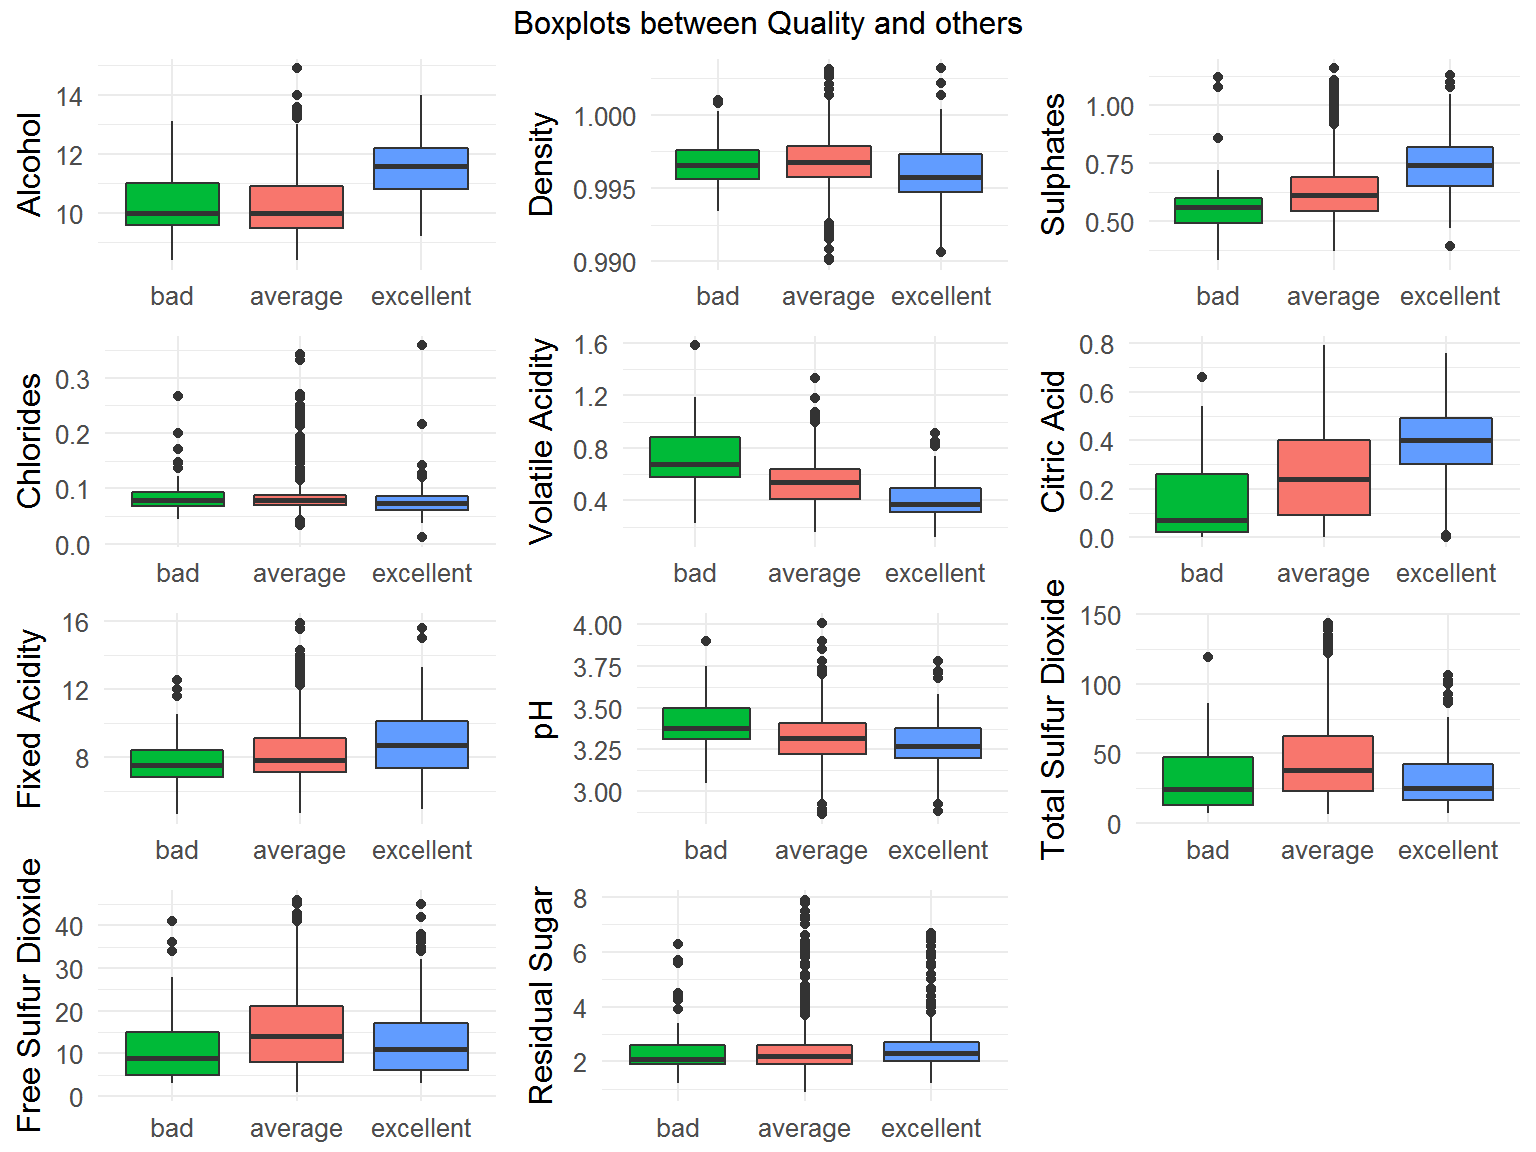 Boxplots between Quality and others
Alcohol
14
12
10
bad average excellent
Density
1.000
0.995
0.990
bad average excellent
Sulphates
1.00
0.75
0.50
bad average excellent
Chlorides
0.3
0.2
0.1
0.0
bad average excellent
Volatile Acidity
1.6
1.2
0.8
0.4
bad average excellent
Citric Acid
0.8
0.6
0.4
0.2
0.0
bad average excellent
Fixed Acidity
16
12
8
bad average excellent
pH
4.00
3.75
3.50
3.25
3.00
bad average excellent
Total Sulfur Dioxide
150
100
50
0
bad average excellent
Free Sulfur Dioxide
40
30
20
10
0
bad average excellent
Residual Sugar
8
6
4
2
bad average excellent